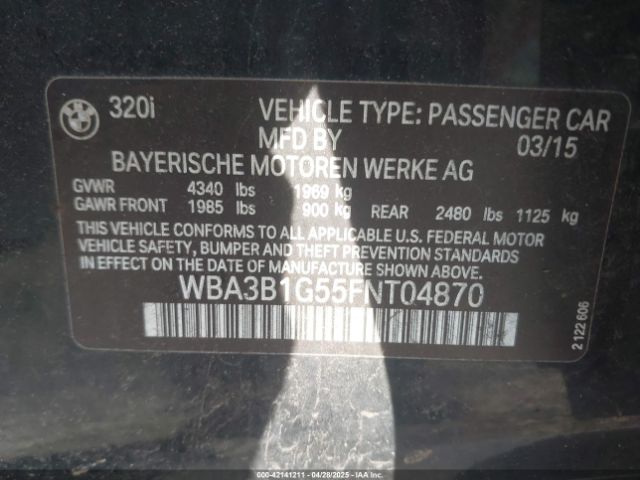 BMW
320i VEHICLE TYPE: PASSENGER CAR
MFD BY 03/15
BAYERISCHE MOTOREN WERKE AG
GVWR 4340 lbs 1969 kg
GAWR FRONT 1985 lbs 900 kg REAR 2480 lbs 1125 kg
THIS VEHICLE CONFORMS TO ALL APPLICABLE U.S. FEDERAL MOTOR
VEHICLE SAFETY, BUMPER AND THEFT PREVENTION STANDARDS
IN EFFECT ON THE DATE OF MANUFACTURE SHOWN ABOVE.
WBA3B1G55FNT04870
2 122 606
000-42141211 - 04/28/2025 - IAA Inc.